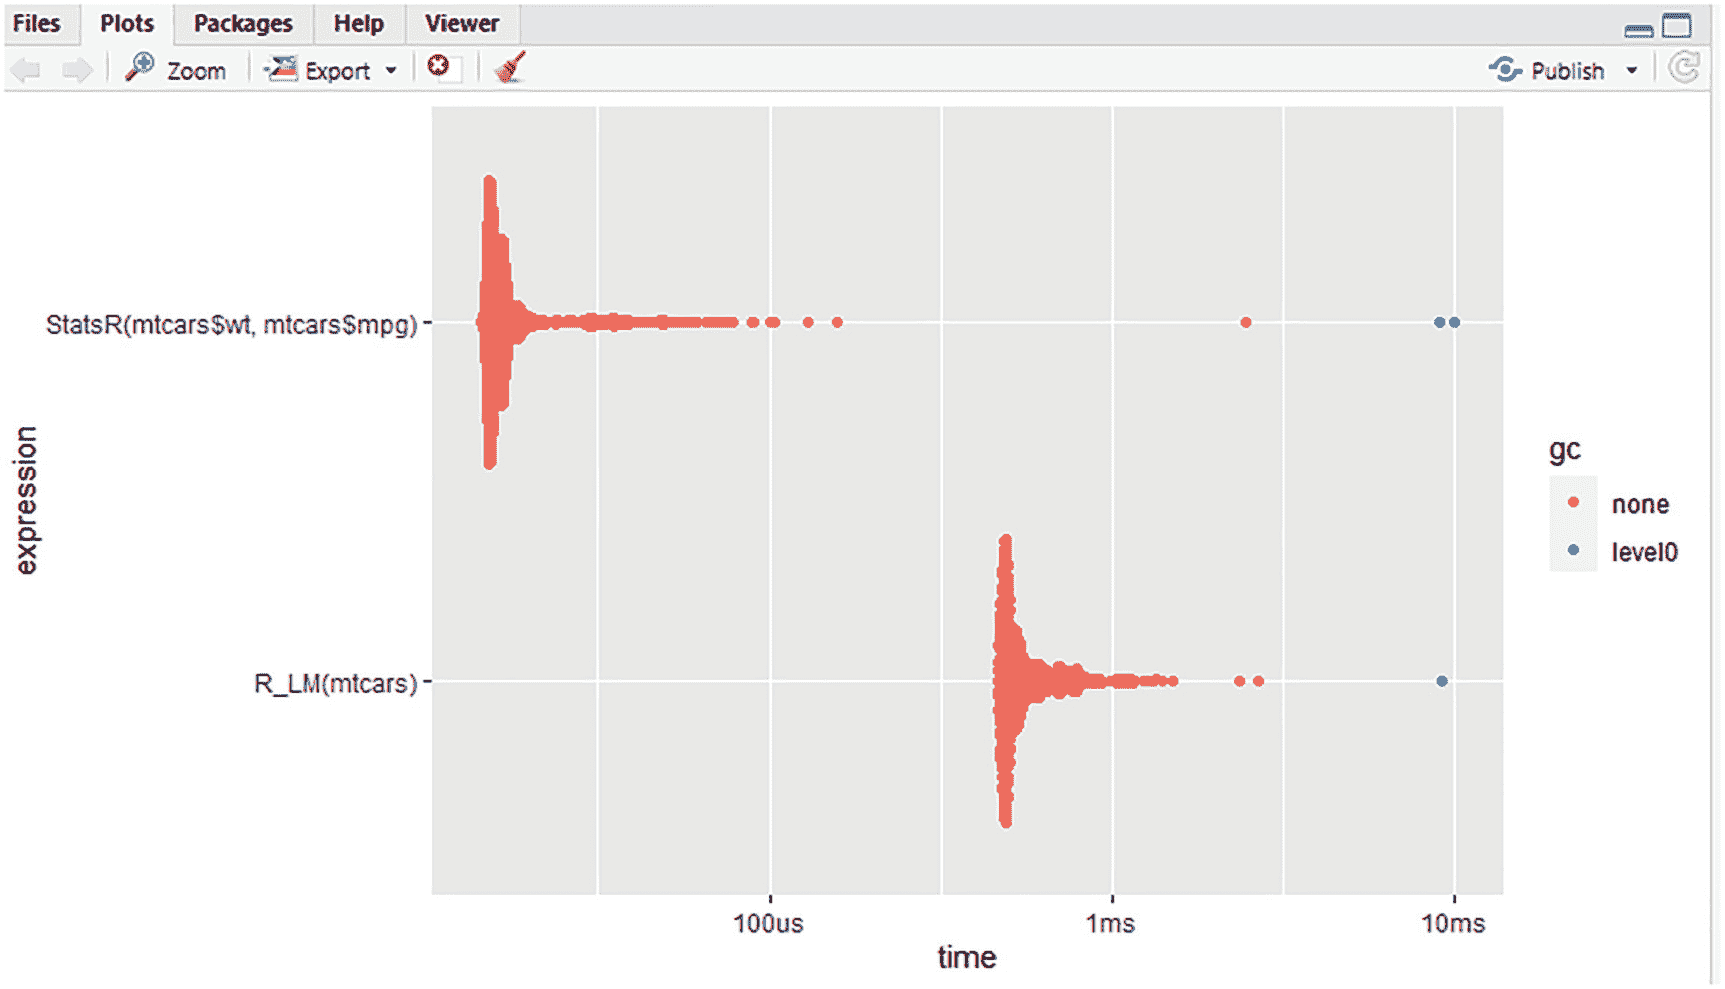 Files Plots Packages Help Viewer
Zoom Export Publish
StatsR(mtcars$wt, mtcars$mpg)
R_LM(mtcars)
expression
100us 1ms 10ms
time
gc
none
level0